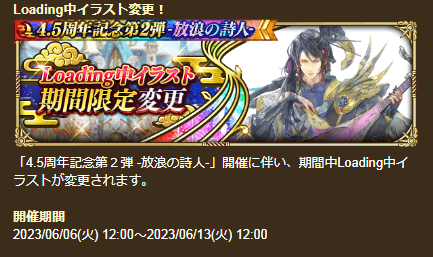 Loading中イラスト変更！
4.5周年記念第2弾 -放浪の詩人-
Loading中イラスト
期間限定変更
「4.5周年記念第２弾 -放浪の詩人-」開催に伴い、期間中Loading中イ
ラストが変更されます。
開催期間
2023/06/06(火) 12:00～2023/06/13(火) 12:00